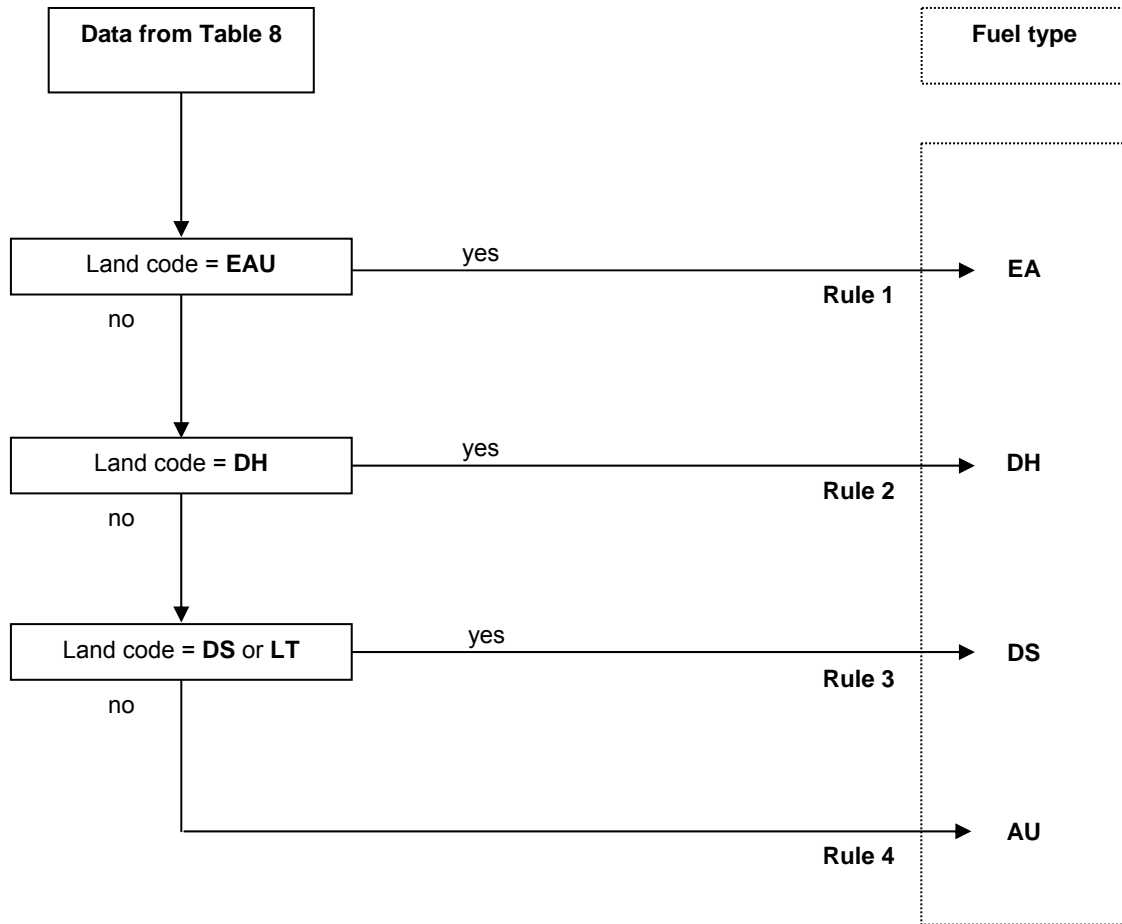 Data from Table 8
Fuel type
Land code = EAU
yes
EA
Rule 1
no
Land code = DH
yes
DH
Rule 2
no
Land code = DS or LT
yes
DS
Rule 3
no
AU
Rule 4